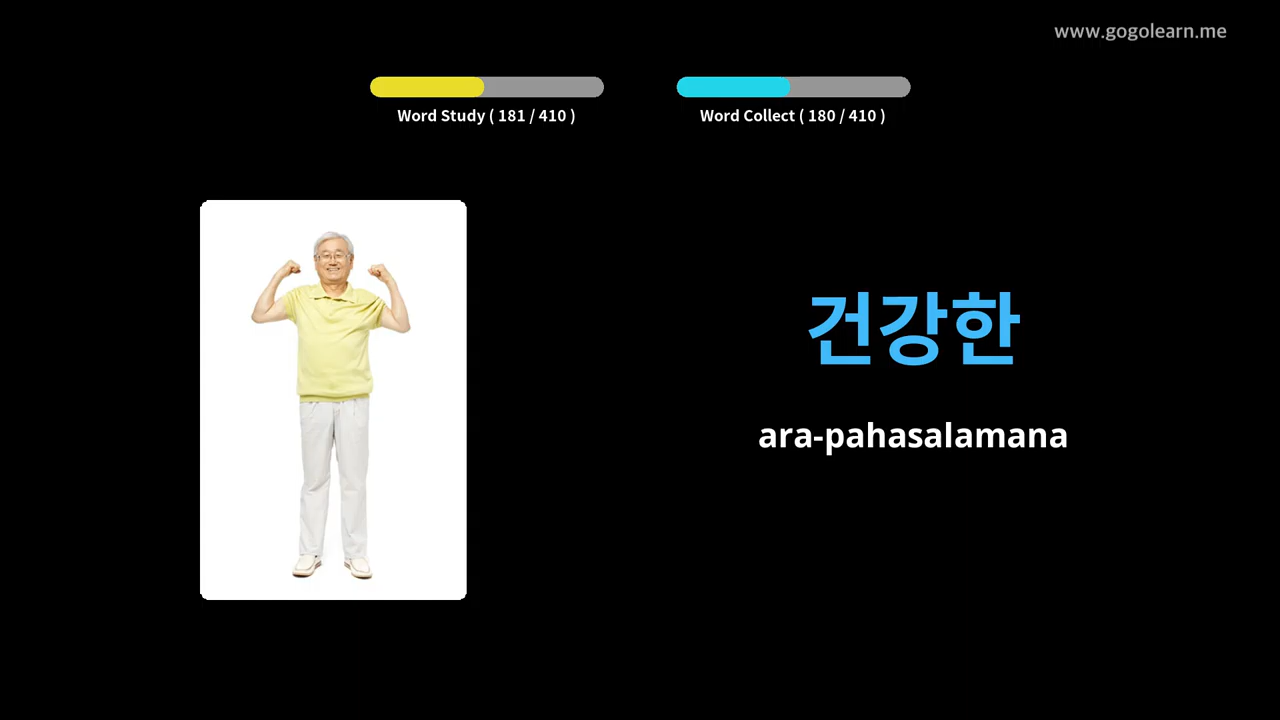 www.gogolearn.me
Word Study ( 181 / 410 )
Word Collect ( 180 / 410 )
건강한
ara-pahasalamana